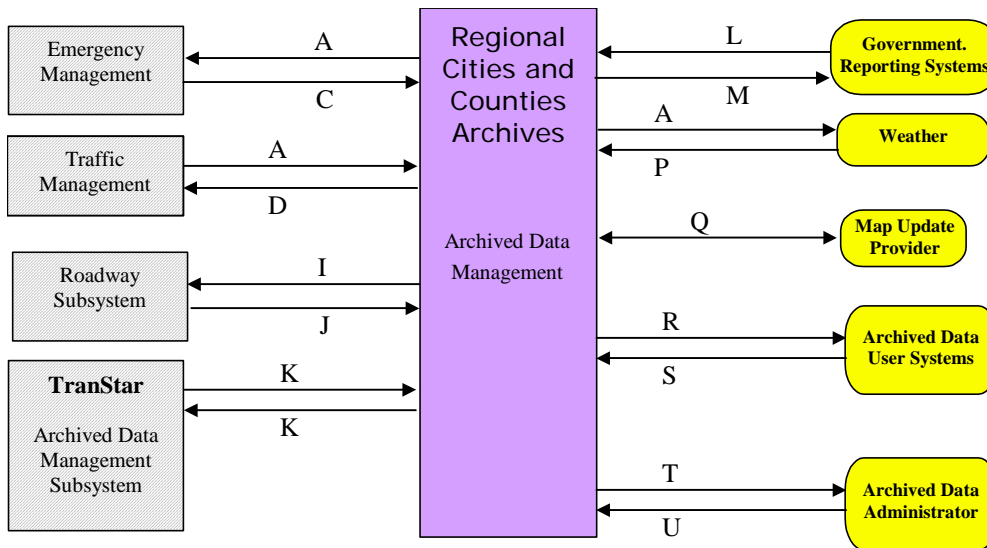 Emergency
Management
A
C
Traffic
Management
A
D
Roadway
Subsystem
I
J
TranStar
Archived Data
Management
Subsystem
K
K
Regional
Cities and
Counties
Archives
Archived Data
Management
L
M
Government.
Reporting Systems
A
P
Weather
Q
Map Update
Provider
R
S
Archived Data
User Systems
T
U
Archived Data
Administrator